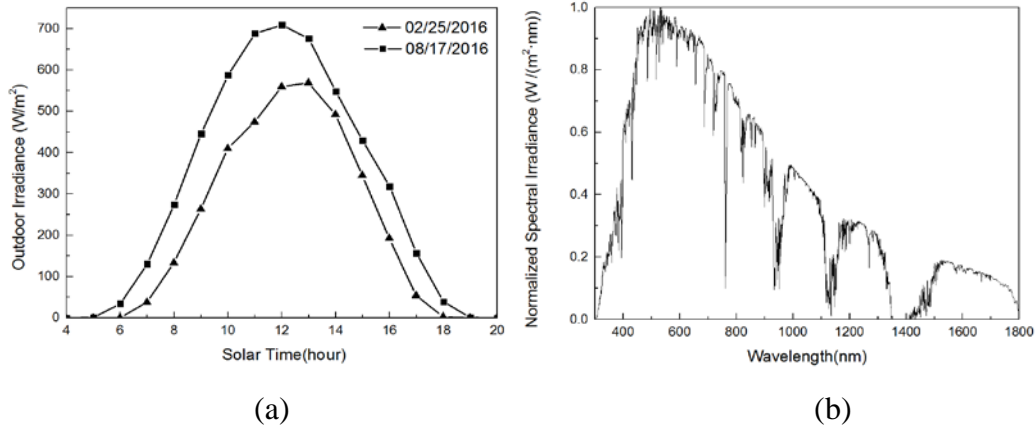 700
600
500
400
300
200
100
0
4 6 8 10 12 14 16 18 20
Outdoor Irradiance (W/m²)
Solar Time(hour)
02/25/2016
08/17/2016
(a)
1.0
0.8
0.6
0.4
0.2
0.0
400 600 800 1000 1200 1400 1600 1800
Normalized Spectral Irradiance (W /(m²·nm))
Wavelength(nm)
(b)